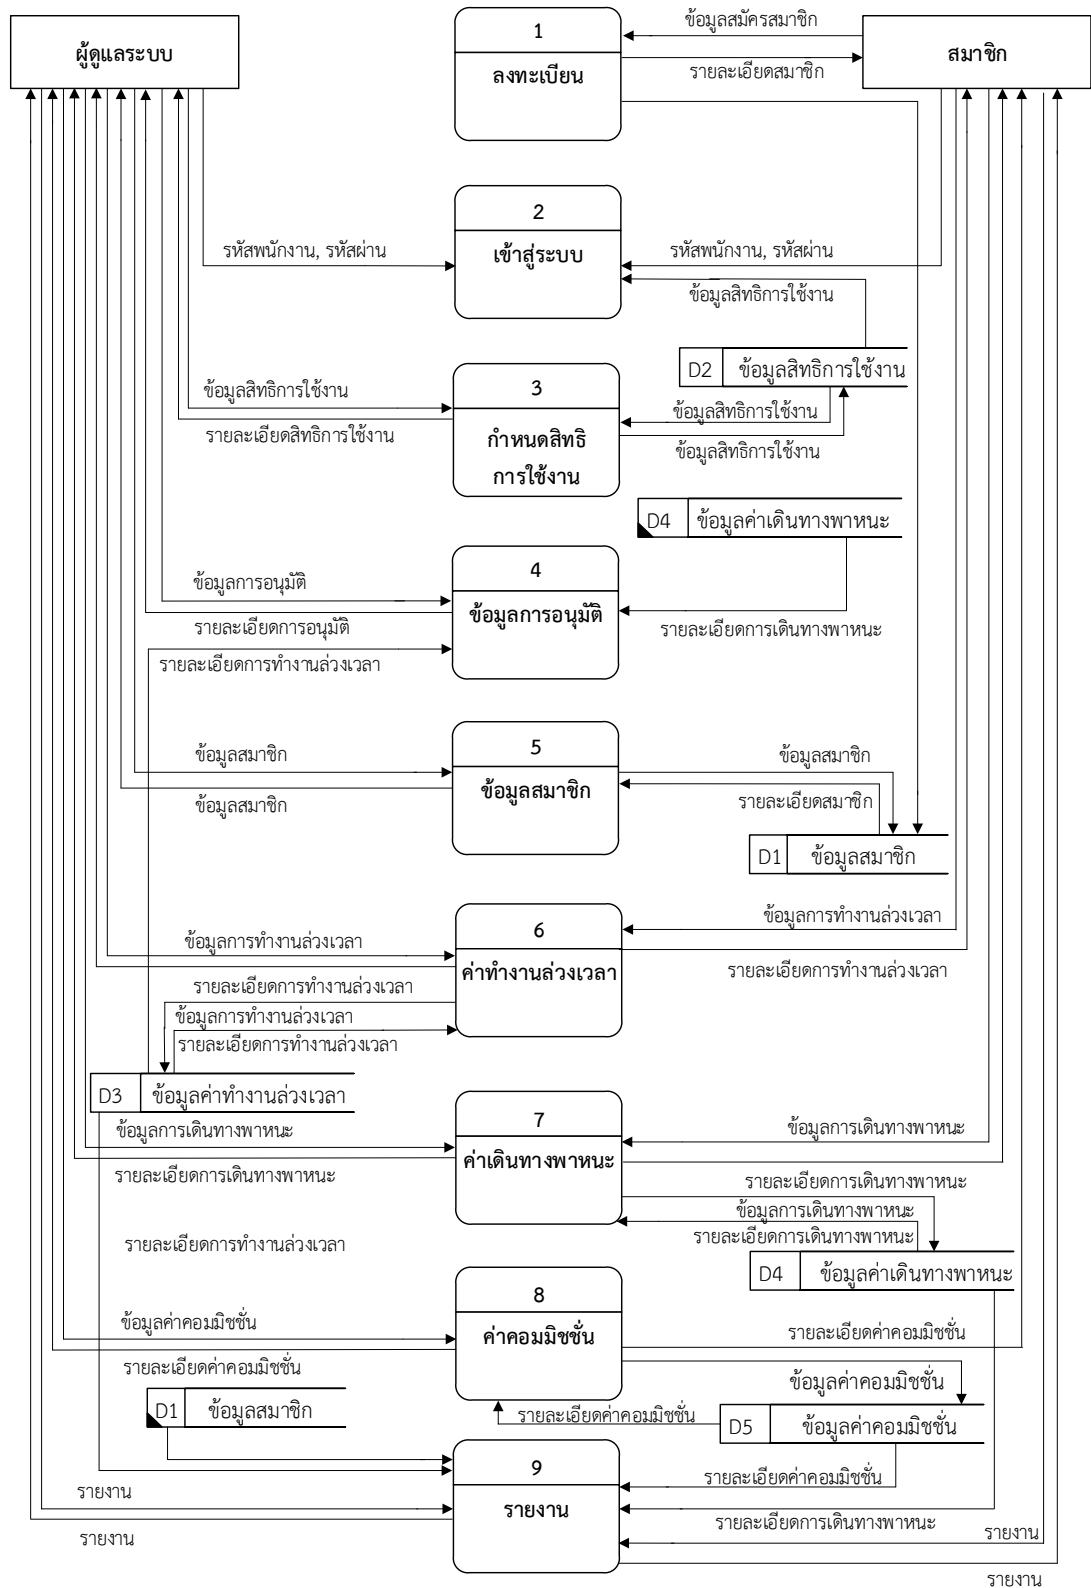 ผู้ดูแลระบบ
1
ลงทะเบียน
สมาชิก
ข้อมูลสมัครสมาชิก
รายละเอียดสมาชิก
2
เข้าสู่ระบบ
รหัสพนักงาน, รหัสผ่าน
รหัสพนักงาน, รหัสผ่าน
ข้อมูลสิทธิการใช้งาน
D2 ข้อมูลสิทธิการใช้งาน
3
กำหนดสิทธิ
การใช้งาน
ข้อมูลสิทธิการใช้งาน
รายละเอียดสิทธิการใช้งาน
ข้อมูลสิทธิการใช้งาน
ข้อมูลสิทธิการใช้งาน
D4 ข้อมูลค่าเดินทางพาหนะ
4
ข้อมูลการอนุมัติ
ข้อมูลการอนุมัติ
รายละเอียดการอนุมัติ
รายละเอียดการทำงานล่วงเวลา
รายละเอียดการเดินทางพาหนะ
5
ข้อมูลสมาชิก
ข้อมูลสมาชิก
ข้อมูลสมาชิก
ข้อมูลสมาชิก
รายละเอียดสมาชิก
D1 ข้อมูลสมาชิก
6
ค่าทำงานล่วงเวลา
ข้อมูลการทำงานล่วงเวลา
รายละเอียดการทำงานล่วงเวลา
ข้อมูลการทำงานล่วงเวลา
รายละเอียดการทำงานล่วงเวลา
ข้อมูลการทำงานล่วงเวลา
รายละเอียดการทำงานล่วงเวลา
D3 ข้อมูลค่าทำงานล่วงเวลา
7
ค่าเดินทางพาหนะ
ข้อมูลการเดินทางพาหนะ
รายละเอียดการเดินทางพาหนะ
ข้อมูลการเดินทางพาหนะ
รายละเอียดการเดินทางพาหนะ
ข้อมูลการเดินทางพาหนะ
รายละเอียดการเดินทางพาหนะ
รายละเอียดการทำงานล่วงเวลา
D4 ข้อมูลค่าเดินทางพาหนะ
8
ค่าคอมมิชชั่น
ข้อมูลค่าคอมมิชชั่น
รายละเอียดค่าคอมมิชชั่น
รายละเอียดค่าคอมมิชชั่น
ข้อมูลค่าคอมมิชชั่น
D1 ข้อมูลสมาชิก
รายละเอียดค่าคอมมิชชั่น
D5 ข้อมูลค่าคอมมิชชั่น
9
รายงาน
รายละเอียดค่าคอมมิชชั่น
รายงาน
รายงาน
รายละเอียดการเดินทางพาหนะ
รายงาน
รายงาน